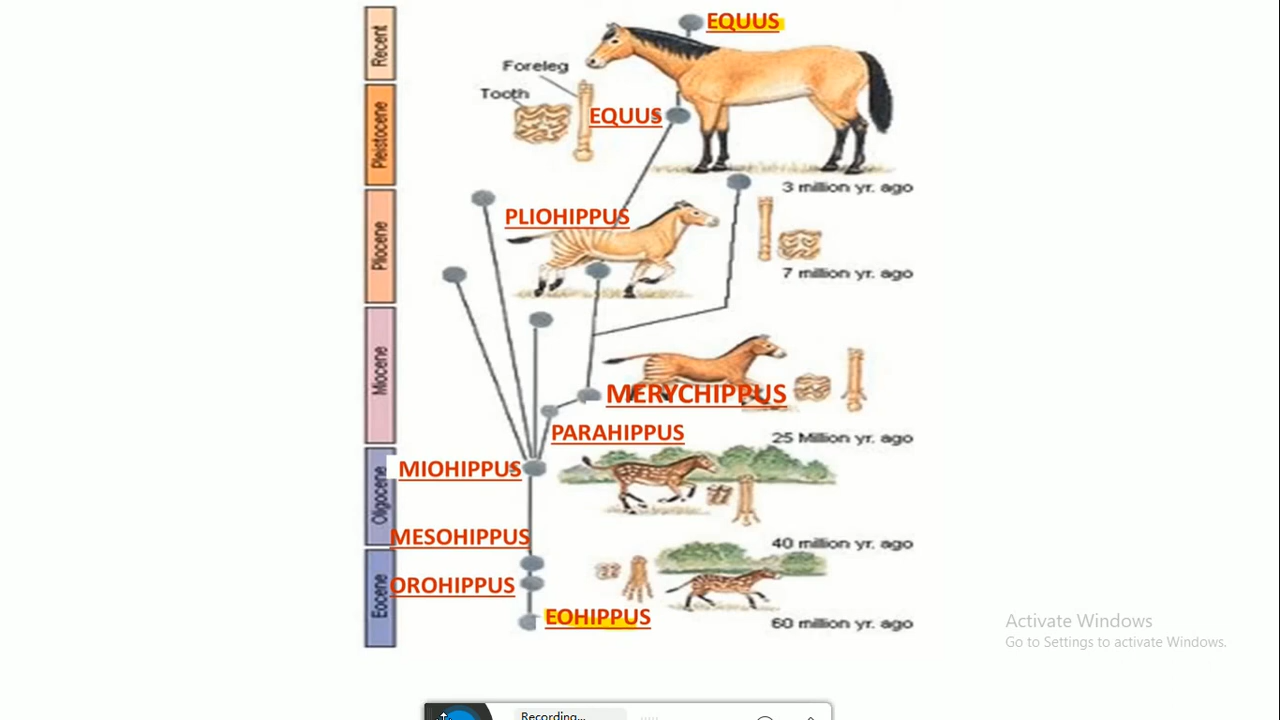 EQUUS
Recent
Foreleg
Tooth
EQUUS
Pleistocene
3 million yr. ago
PLIOHIPPUS
Pliocene
7 million yr. ago
Miocene
MERYCHIPPUS
PARAHIPPUS
25 Million yr. ago
MIOHIPPUS
Oligocene
MESOHIPPUS
40 million yr. ago
Eocene
OROHIPPUS
EOHIPPUS
60 million yr. ago
Activate Windows
Go to Settings to activate Windows.
Recording...